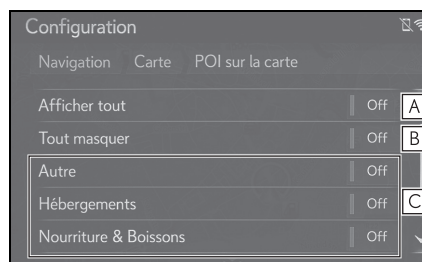 Configuration
Navigation Carte POI sur la carte
Afficher tout Off A
Tout masquer Off B
Autre Off
Hébergements Off C
Nourriture & Boissons Off